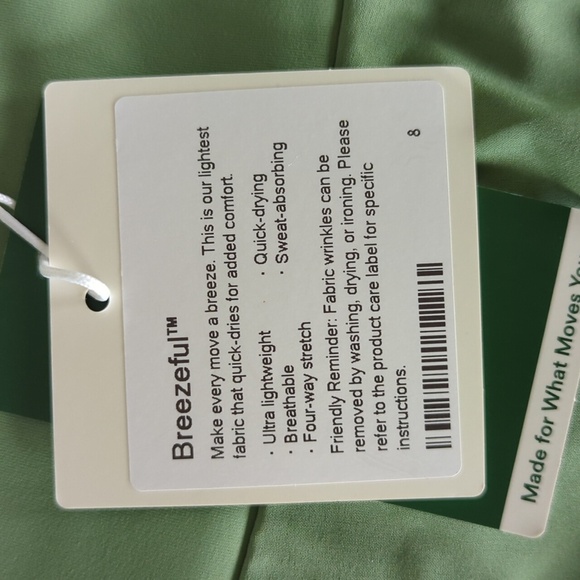 Breezeful™
Make every move a breeze. This is our lightest
fabric that quick-dries for added comfort.
· Ultra lightweight · Quick-drying
· Breathable · Sweat-absorbing
· Four-way stretch
Friendly Reminder: Fabric wrinkles can be
removed by washing, drying, or ironing. Please
refer to the product care label for specific
instructions.
8
Made for What Moves